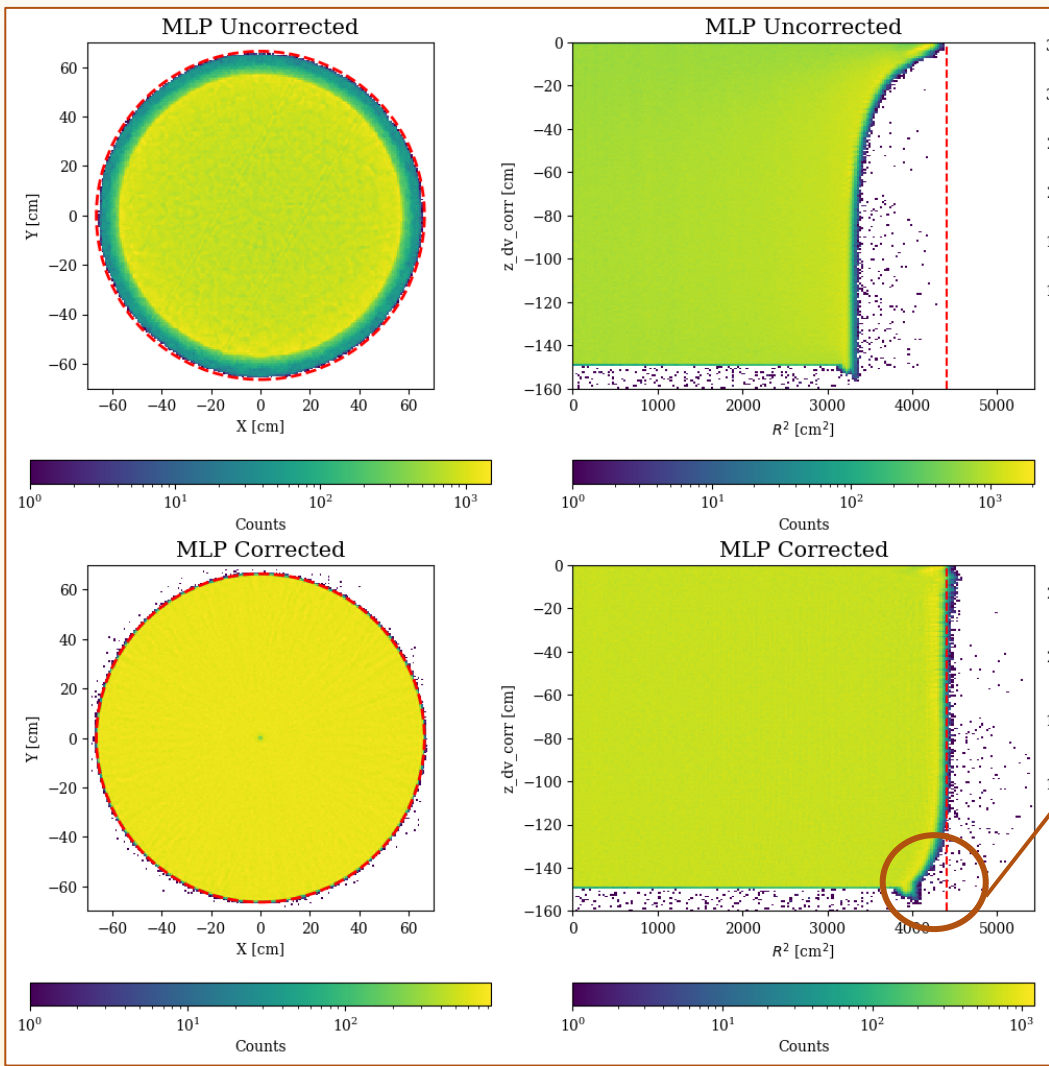 MLP Uncorrected
60
40
20
0
−20
−40
−60
Y [cm]
−60 −40 −20 0 20 40 60
X [cm]
MLP Uncorrected
0
−20
−40
−60
−80
−100
−120
−140
−160
z_dv_corr [cm]
0 1000 2000 3000 4000 5000
R² [cm²]
10⁰ 10¹ 10² 10³
Counts
10⁰ 10¹ 10² 10³
Counts
MLP Corrected
60
40
20
0
−20
−40
−60
Y [cm]
−60 −40 −20 0 20 40 60
X [cm]
MLP Corrected
0
−20
−40
−60
−80
−100
−120
−140
−160
z_dv_corr [cm]
0 1000 2000 3000 4000 5000
R² [cm²]
10⁰ 10¹ 10²
Counts
10⁰ 10¹ 10² 10³
Counts